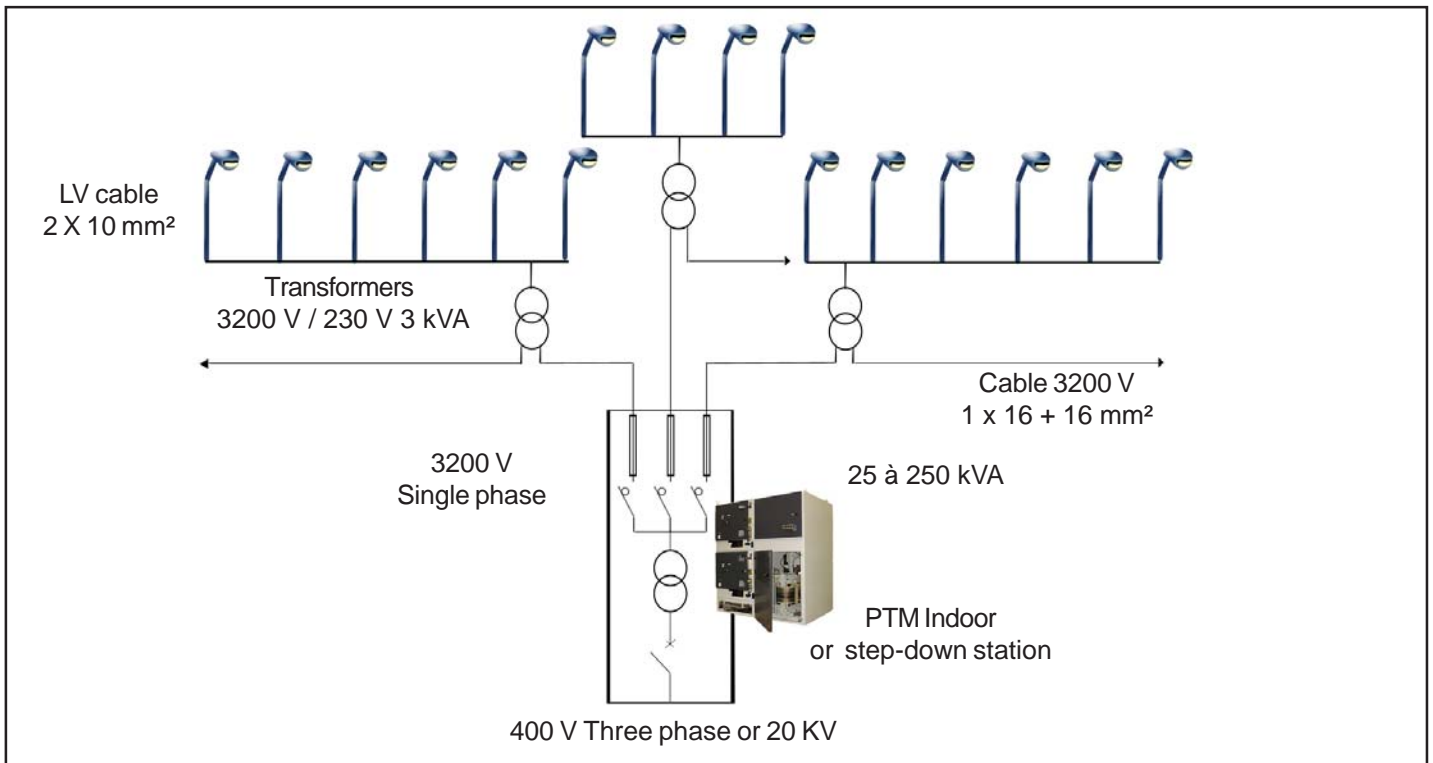 LV cable
2 X 10 mm²
Transformers
3200 V / 230 V 3 kVA
Cable 3200 V
1 x 16 + 16 mm²
3200 V
Single phase
25 à 250 kVA
PTM Indoor
or step-down station
400 V Three phase or 20 KV